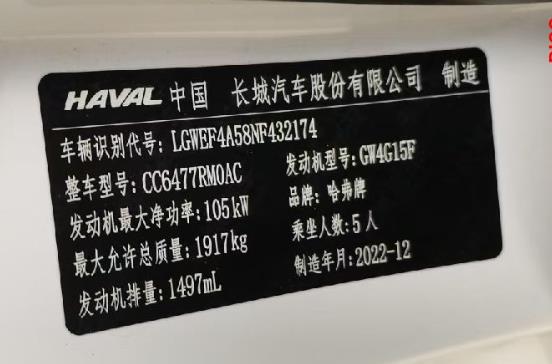 HAVAL 中国 长城汽车股份有限公司 制造
车辆识别代号: LGWEF4A58NF432174
整车型号: CC6477RM0AC 发动机型号: GW4G15F
发动机最大净功率: 105kW 品牌: 哈弗牌
最大允许总质量: 1917kg 乘坐人数: 5人
发动机排量: 1497mL 制造年月: 2022-12